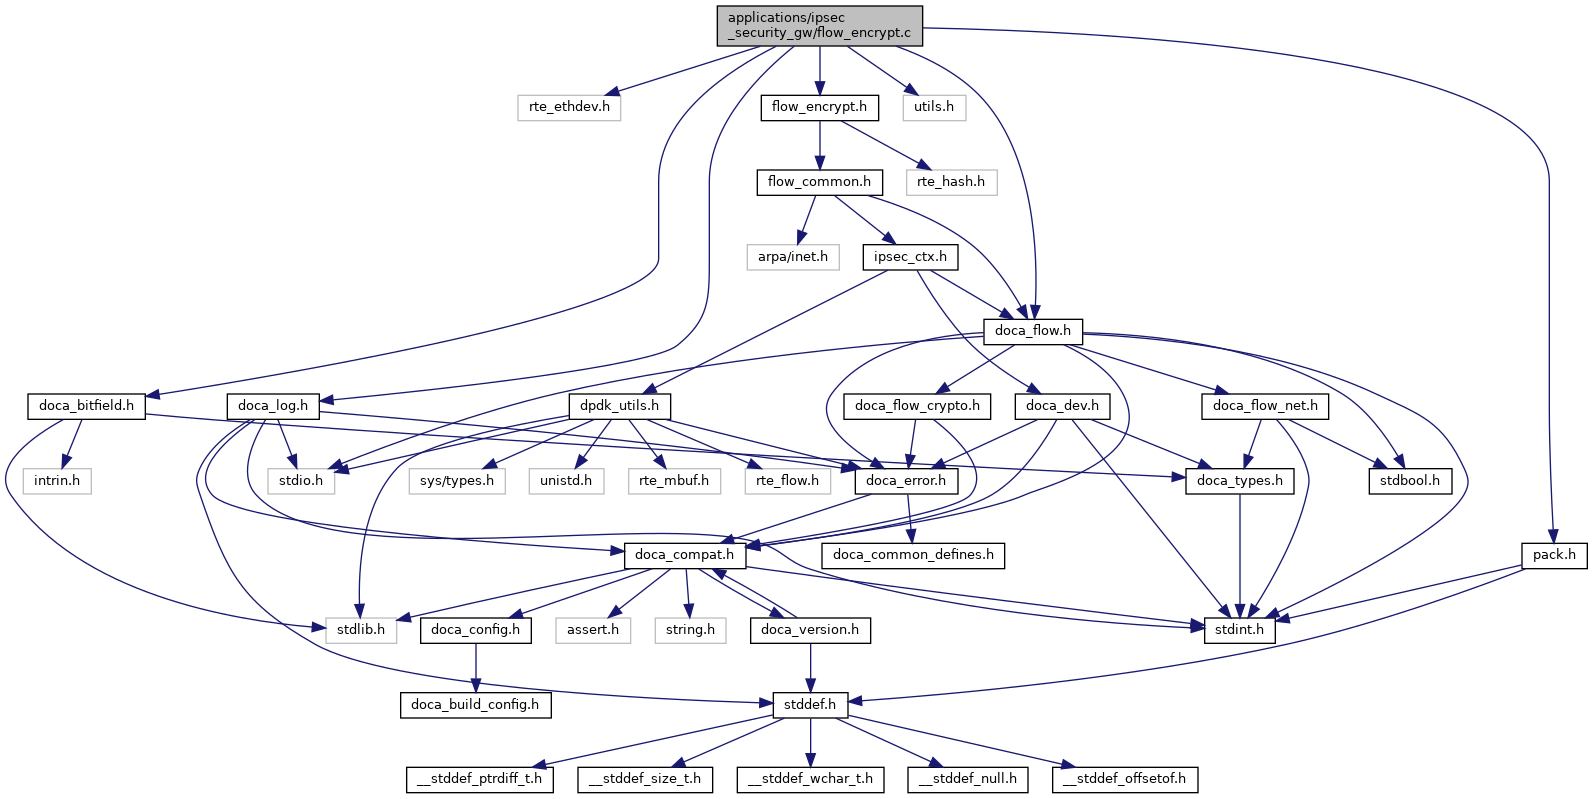 applications/ipsec
_security_gw/flow_encrypt.c
rte_ethdev.h
flow_encrypt.h
utils.h
flow_common.h
rte_hash.h
arpa/inet.h
ipsec_ctx.h
doca_flow.h
doca_bitfield.h
doca_log.h
dpdk_utils.h
doca_flow_crypto.h
doca_dev.h
doca_flow_net.h
intrin.h
stdio.h
sys/types.h
unistd.h
rte_mbuf.h
rte_flow.h
doca_error.h
doca_types.h
stdbool.h
doca_compat.h
doca_common_defines.h
pack.h
stdlib.h
doca_config.h
assert.h
string.h
doca_version.h
stdint.h
doca_build_config.h
stddef.h
__stddef_ptrdiff_t.h
__stddef_size_t.h
__stddef_wchar_t.h
__stddef_null.h
__stddef_offsetof.h